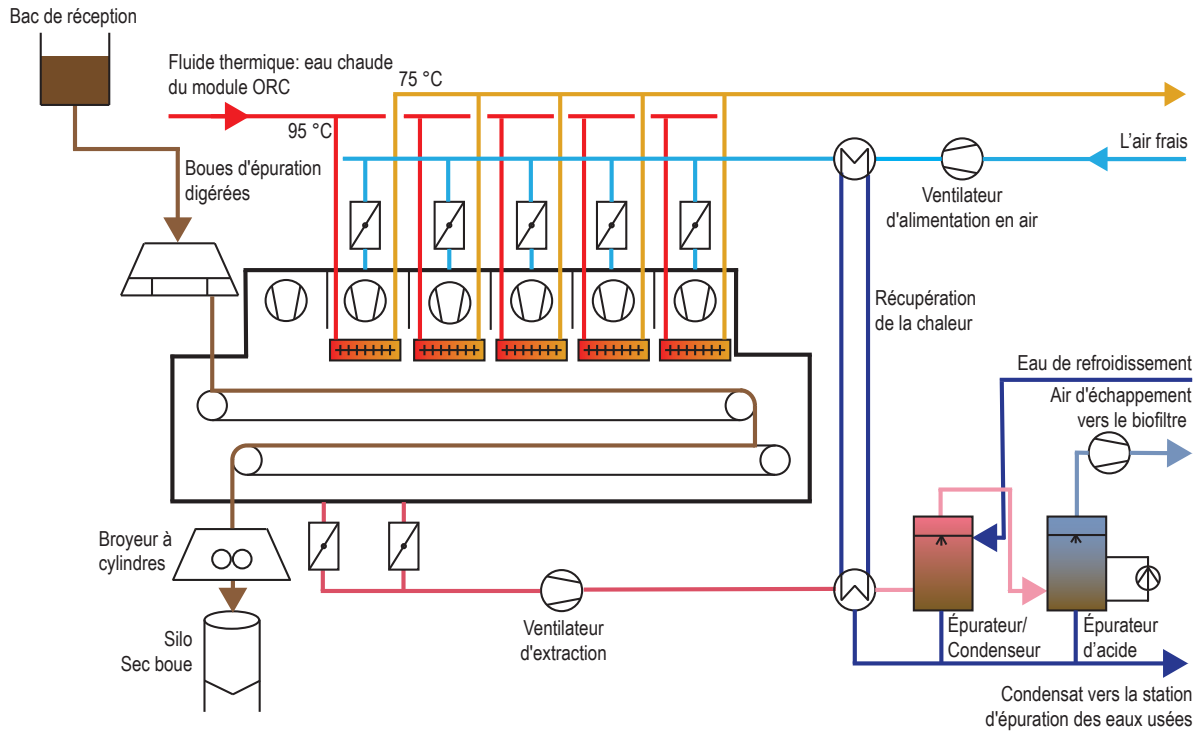 Bac de réception
Fluide thermique: eau chaude
du module ORC
75 °C
95 °C
L'air frais
Boues d'épuration
digérées
Ventilateur
d'alimentation en air
Récupération
de la chaleur
Eau de refroidissement
Air d'échappement
vers le biofiltre
Broyeur à
cylindres
Silo
Sec boue
Ventilateur
d'extraction
Épurateur/
Condenseur
Épurateur
d'acide
Condensat vers la station
d'épuration des eaux usées